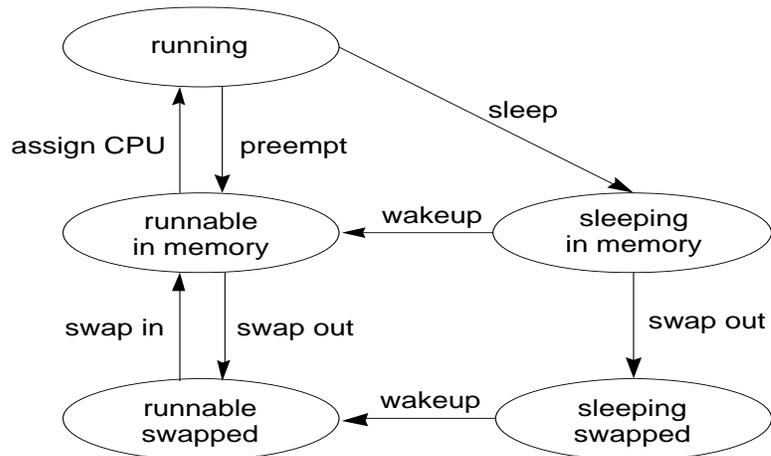 running
sleep
assign CPU
preempt
runnable
in memory
wakeup
sleeping
in memory
swap in
swap out
swap out
runnable
swapped
wakeup
sleeping
swapped